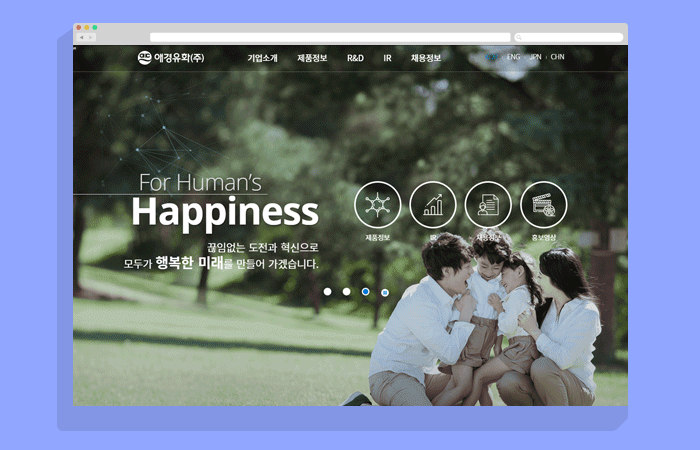 애경유화(주) 기업소개 제품정보 R&D IR 채용정보 ENG JPN CHN
For Human's
Happiness
제품정보 IR 채용정보 홍보영상
끊임없는 도전과 혁신으로
모두가 행복한 미래를 만들어 가겠습니다.